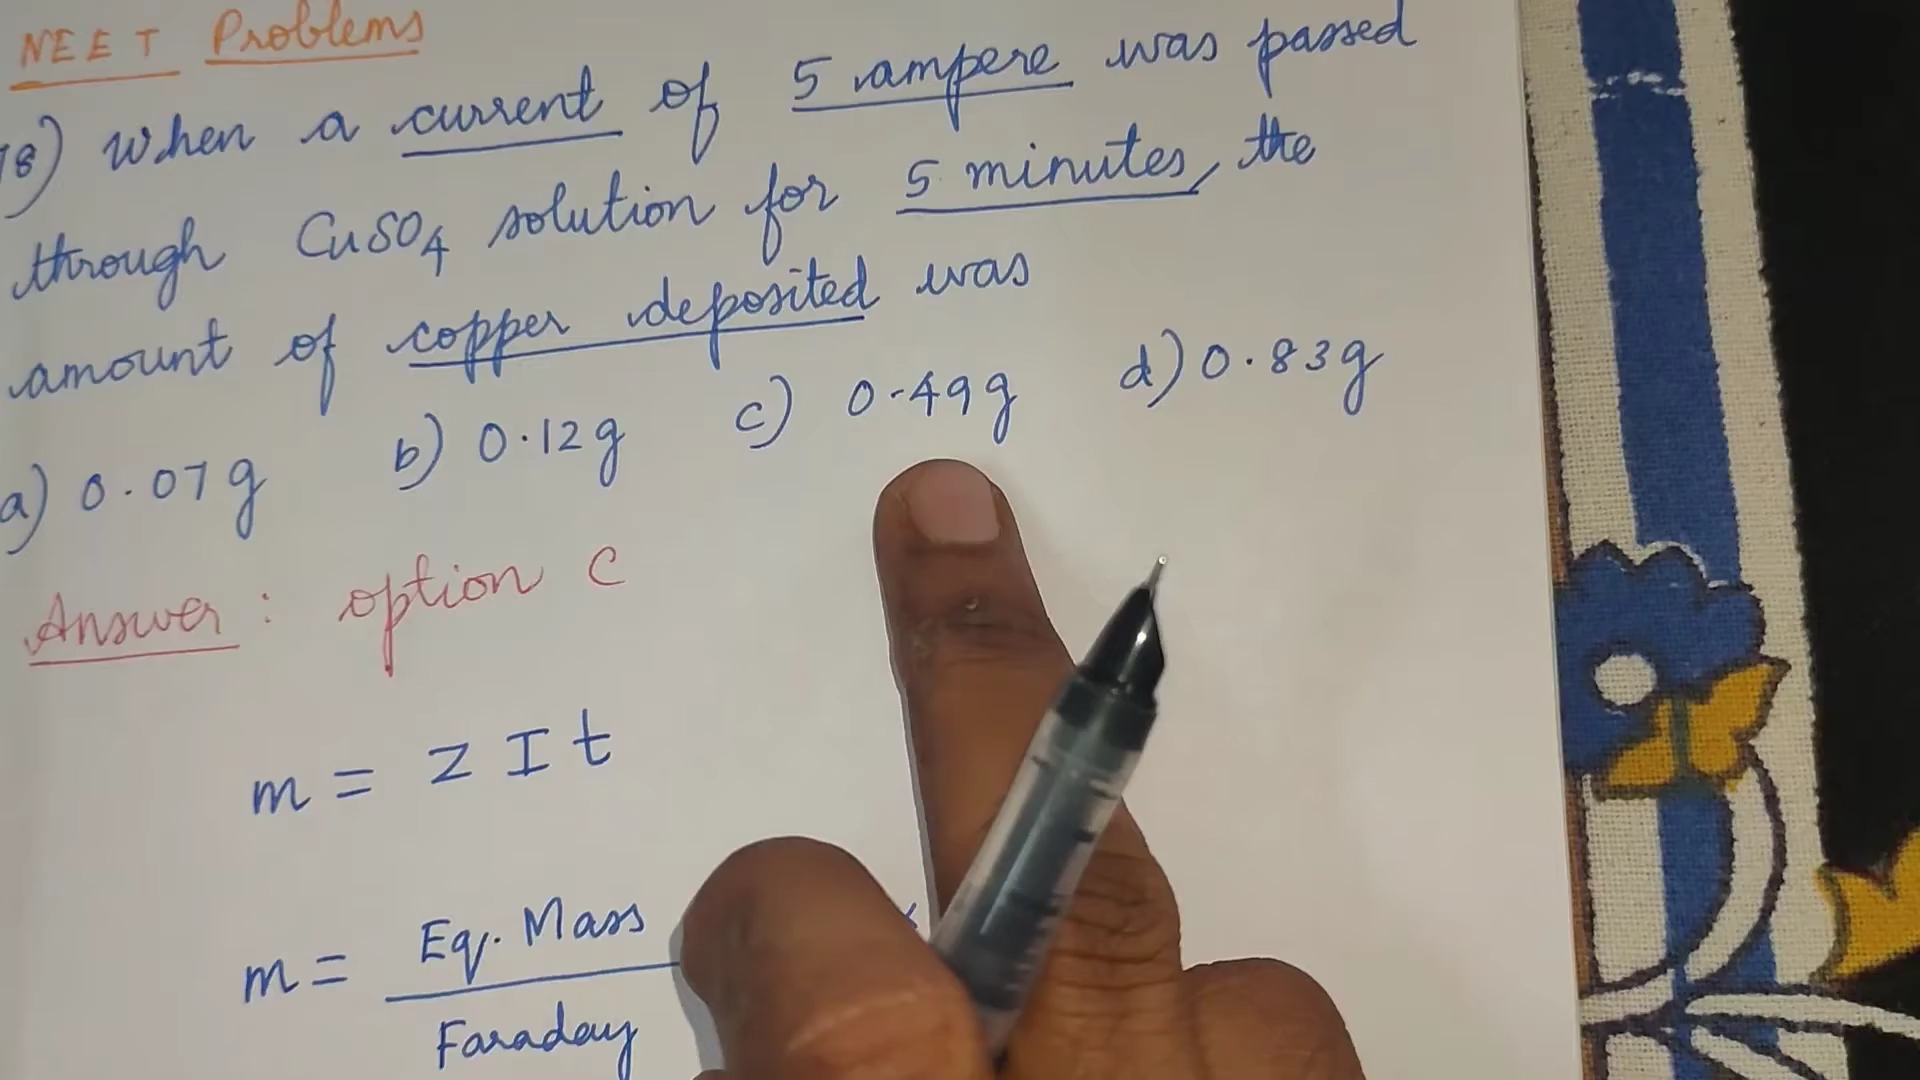 NEET Problems
18) When a current of 5 ampere was passed
through CuSO4 solution for 5 minutes, the
amount of copper deposited was
a) 0.07g b) 0.12g c) 0.49g d) 0.83g
Answer: option C
m = Z I t
m = Eq. Mass
Faraday